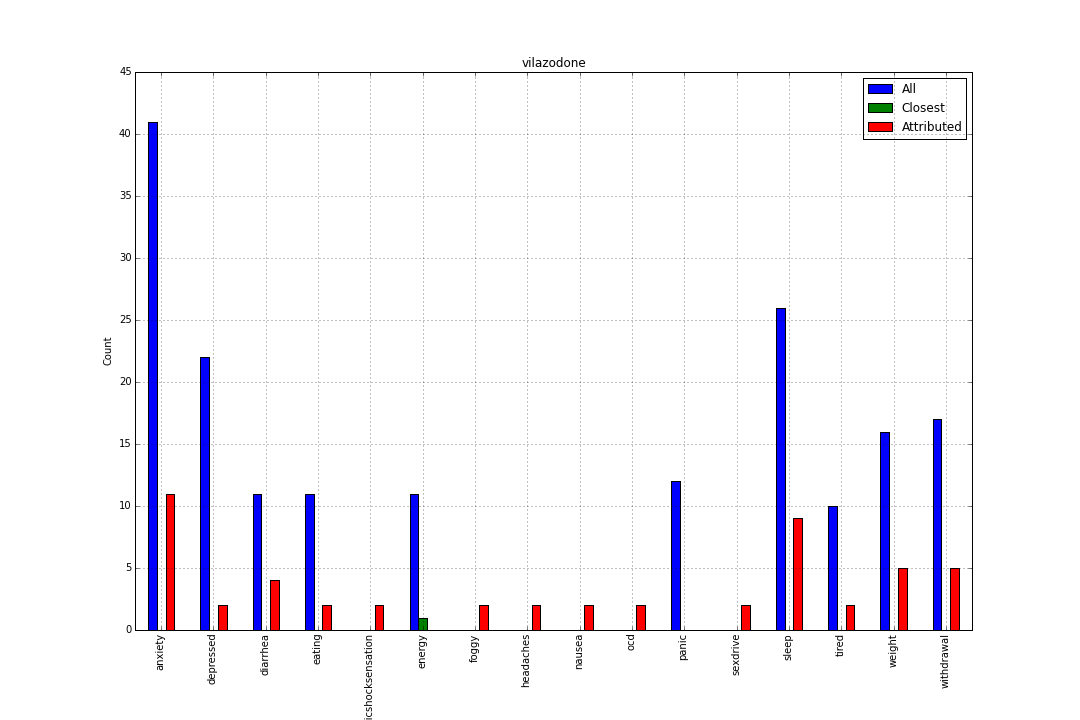 vilazodone
All
Closest
Attributed
45
40
35
30
25
20
15
10
5
0
Count
anxiety
depressed
diarrhea
eating
icshocksensation
energy
foggy
headaches
nausea
ocd
panic
sexdrive
sleep
tired
weight
withdrawal